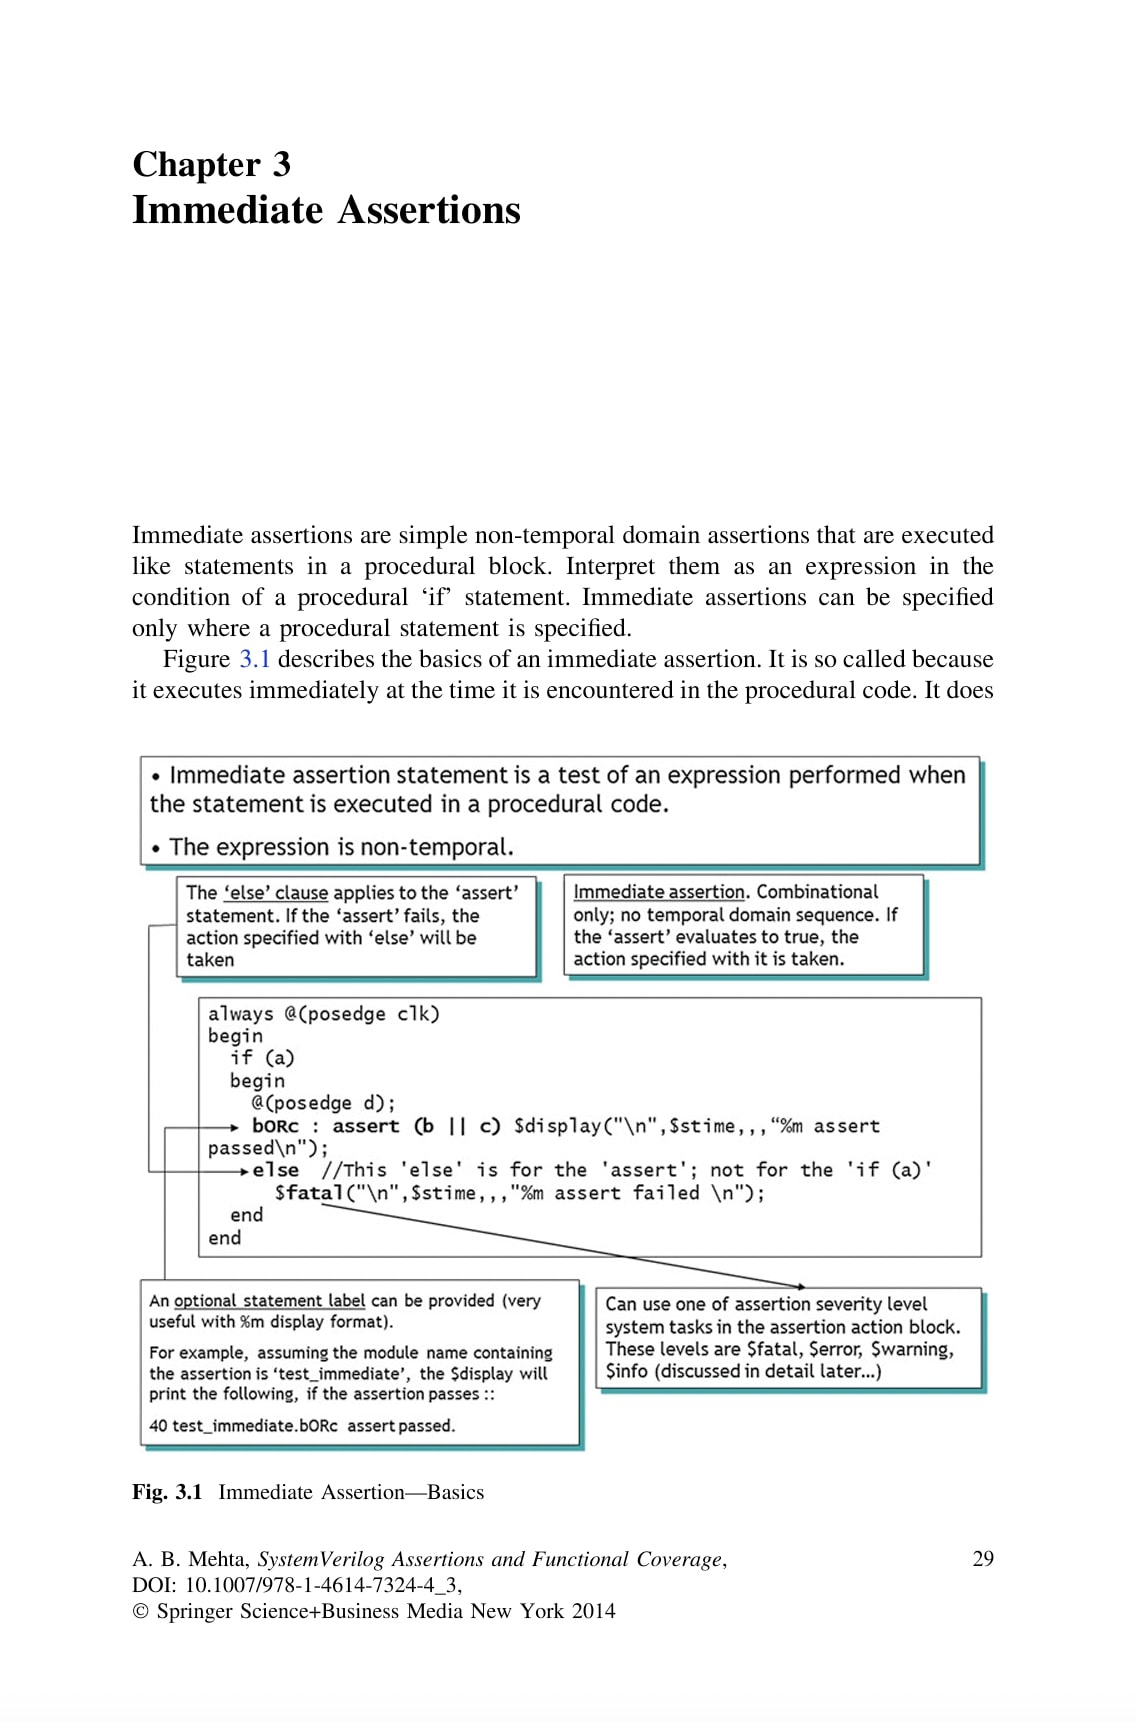 Chapter 3
Immediate Assertions
Immediate assertions are simple non-temporal domain assertions that are executed
like statements in a procedural block. Interpret them as an expression in the
condition of a procedural ‘if’ statement. Immediate assertions can be specified
only where a procedural statement is specified.
Figure 3.1 describes the basics of an immediate assertion. It is so called because
it executes immediately at the time it is encountered in the procedural code. It does
• Immediate assertion statement is a test of an expression performed when
the statement is executed in a procedural code.
• The expression is non-temporal.
The ‘else’ clause applies to the ‘assert’
statement. If the ‘assert’ fails, the
action specified with ‘else’ will be
taken
Immediate assertion. Combinational
only; no temporal domain sequence. If
the ‘assert’ evaluates to true, the
action specified with it is taken.
always @(posedge clk)
begin
if (a)
begin
@(posedge d);
bORc : assert (b || c) $display("\n",$stime,,,“%m assert
passed\n");
else //This 'else' is for the 'assert'; not for the 'if (a)'
$fatal("\n",$stime,,,"%m assert failed \n");
end
end
An optional statement label can be provided (very
useful with %m display format).
For example, assuming the module name containing
the assertion is ‘test_immediate’, the $display will
print the following, if the assertion passes ::
40 test_immediate.bORc assert passed.
Can use one of assertion severity level
system tasks in the assertion action block.
These levels are $fatal, $error, $warning,
$info (discussed in detail later...)
Fig. 3.1 Immediate Assertion—Basics
A. B. Mehta, SystemVerilog Assertions and Functional Coverage,
DOI: 10.1007/978-1-4614-7324-4_3,
© Springer Science+Business Media New York 2014
29